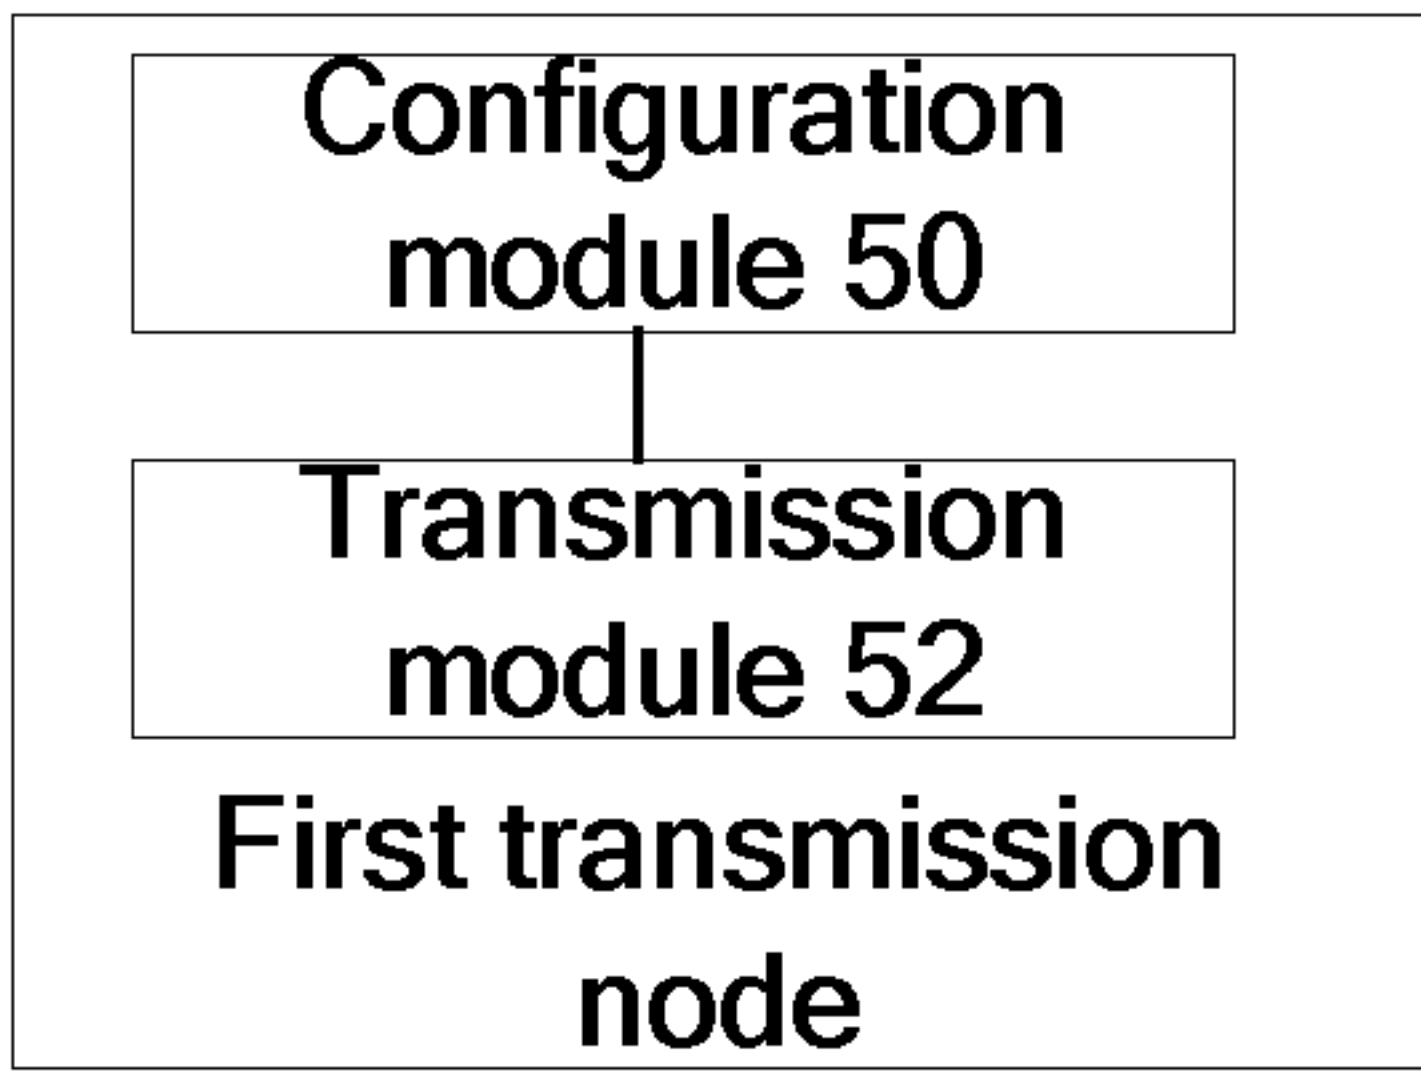 Configuration
module 50
Transmission
module 52
First transmission
node